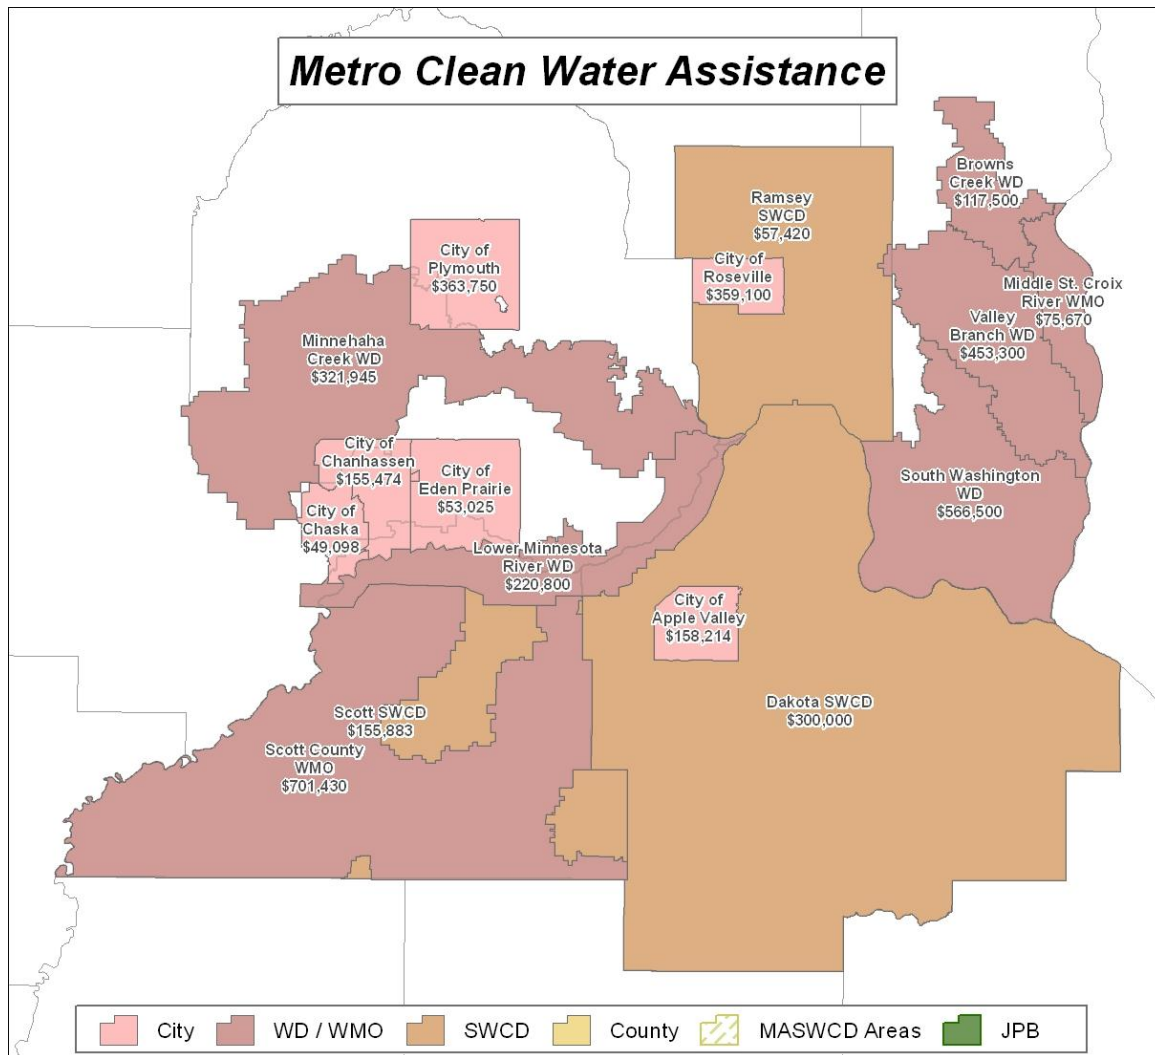 Metro Clean Water Assistance
Browns
Creek WD
$117,500
Ramsey
SWCD
$57,420
City of
Plymouth
$363,750
City of
Roseville
$359,100
Middle St. Croix
River WMO
$75,670
Valley
Branch WD
$453,300
Minnehaha
Creek WD
$321,945
City of
Chanhassen
$155,474
City of
Eden Prairie
$53,025
South Washington
WD
$566,500
City of
Chaska
$49,098
Lower Minnesota
River WD
$220,800
City of
Apple Valley
$158,214
Dakota SWCD
$300,000
Scott SWCD
$155,883
Scott County
WMO
$701,430
City
WD / WMO
SWCD
County
MASWCD Areas
JPB